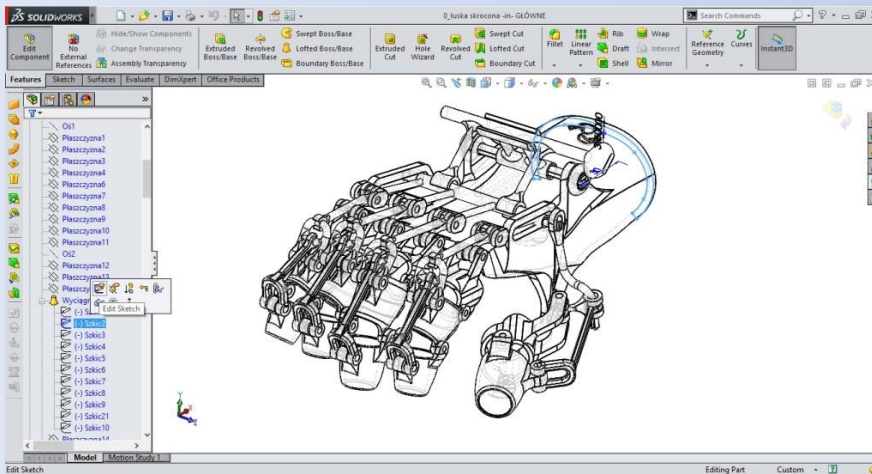 SOLIDWORKS
0_luska skrocona -in- GŁÓWNE
Search Commands
Edit Component
No External References
Hide/Show Components
Change Transparency
Assembly Transparency
Extruded Boss/Base
Revolved Boss/Base
Swept Boss/Base
Lofted Boss/Base
Boundary Boss/Base
Extruded Cut
Hole Wizard
Revolved Cut
Swept Cut
Lofted Cut
Boundary Cut
Fillet
Linear Pattern
Rib
Draft
Shell
Wrap
Intersect
Mirror
Reference Geometry
Curves
Instant3D
Features Sketch Surfaces Evaluate DimXpert Office Products
Oś1
Płaszczyzna1
Płaszczyzna2
Płaszczyzna3
Płaszczyzna4
Płaszczyzna6
Płaszczyzna7
Płaszczyzna8
Płaszczyzna9
Płaszczyzna10
Płaszczyzna11
Oś2
Płaszczyzna12
Płaszczyzna13
Płaszczy
Wyciągn
Edit Sketch
(-) Szkic2
(-) Szkic3
(-) Szkic4
(-) Szkic5
(-) Szkic6
(-) Szkic7
(-) Szkic8
(-) Szkic9
(-) Szkic21
(-) Szkic10
Płaszczyzna14
Y
X
Z
Model Motion Study 1
Edit Sketch
Editing Part Custom